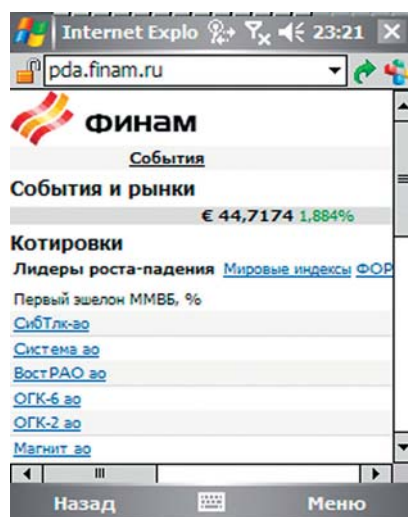 Internet Explo 23:21
pda.finam.ru
ФИНАМ
События
События и рынки
€ 44,7174 1,884%
Котировки
Лидеры роста-падения Мировые индексы ФОР
Первый эшелон ММВБ, %
СибТлк-ао
Система ао
ВостРАО ао
ОГК-6 ао
ОГК-2 ао
Магнит ао
Назад Меню